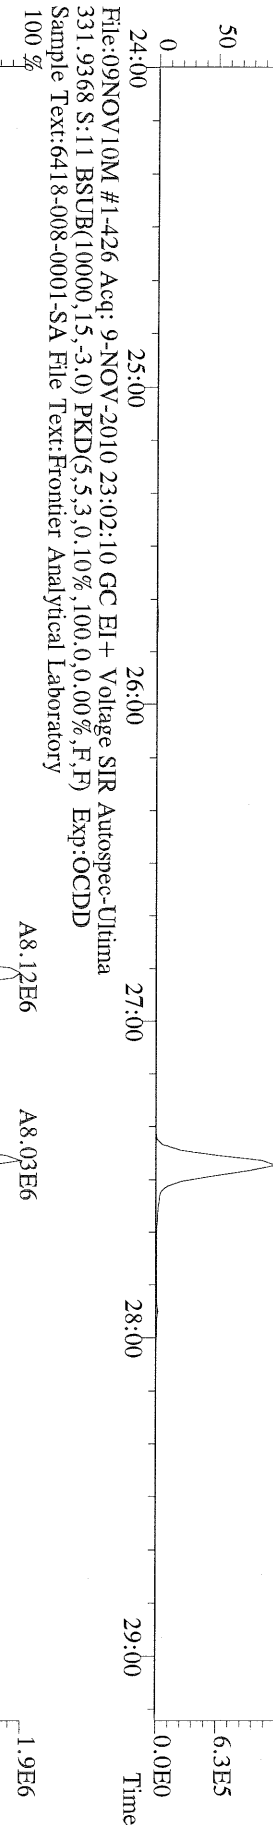 50
0
6.3E5
0.0E0
24:00
25:00
26:00
27:00
28:00
29:00
Time
File:09NOV10M #1-426 Acq: 9-NOV-2010 23:02:10 GC EI+ Voltage SIR Autospec-Ultima
331.9368 S:11 BSUB(10000,15,-3.0) PKD(5,5,3,0.10%,100.0,0.00%,F,F) Exp:OCDD
Sample Text:6418-008-0001-SA File Text:Frontier Analytical Laboratory
100 %
A8.12E6
A8.03E6
1.9E6